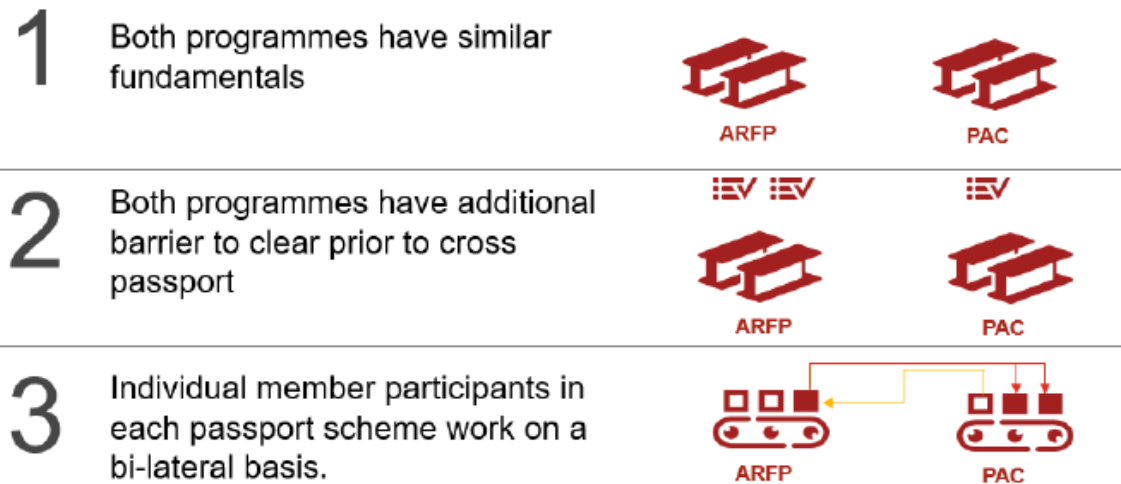 1
Both programmes have similar
fundamentals
ARFP
PAC
2
Both programmes have additional
barrier to clear prior to cross
passport
ARFP
PAC
3
Individual member participants in
each passport scheme work on a
bi-lateral basis.
ARFP
PAC